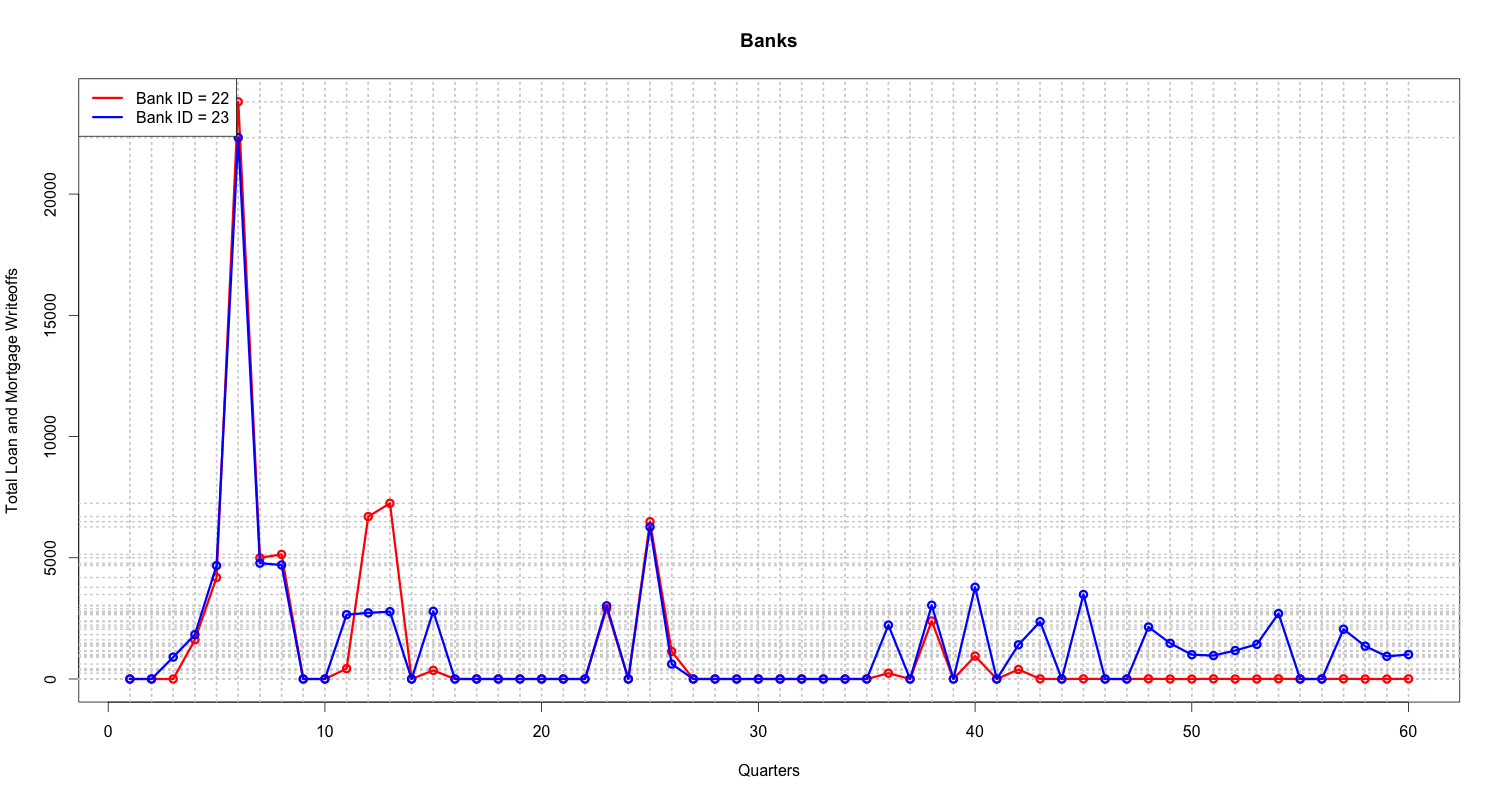 Banks
Bank ID = 22
Bank ID = 23
Total Loan and Mortgage Writeoffs
20000
15000
10000
5000
0
0 10 20 30 40 50 60
Quarters